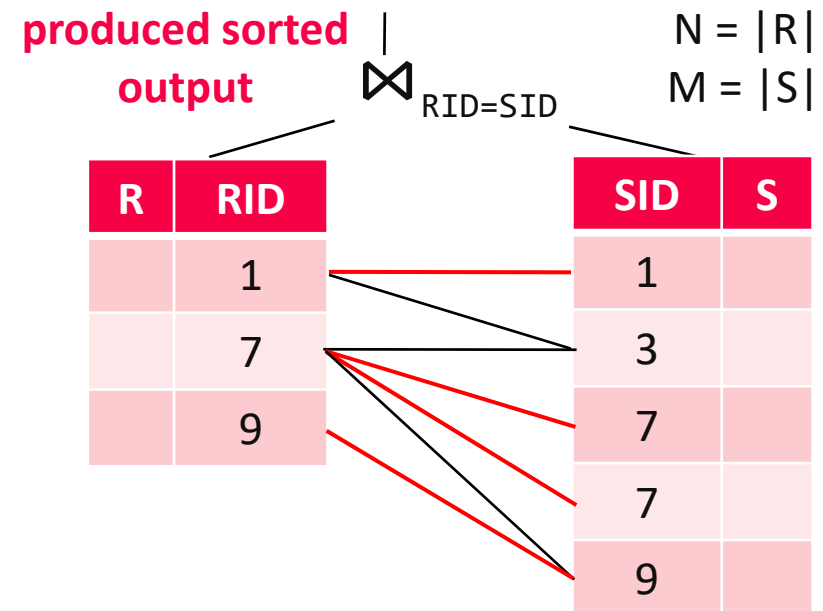 produced sorted
output
⋈ RID=SID
N = |R|
M = |S|
R RID
1
7
9
SID S
1
3
7
7
9